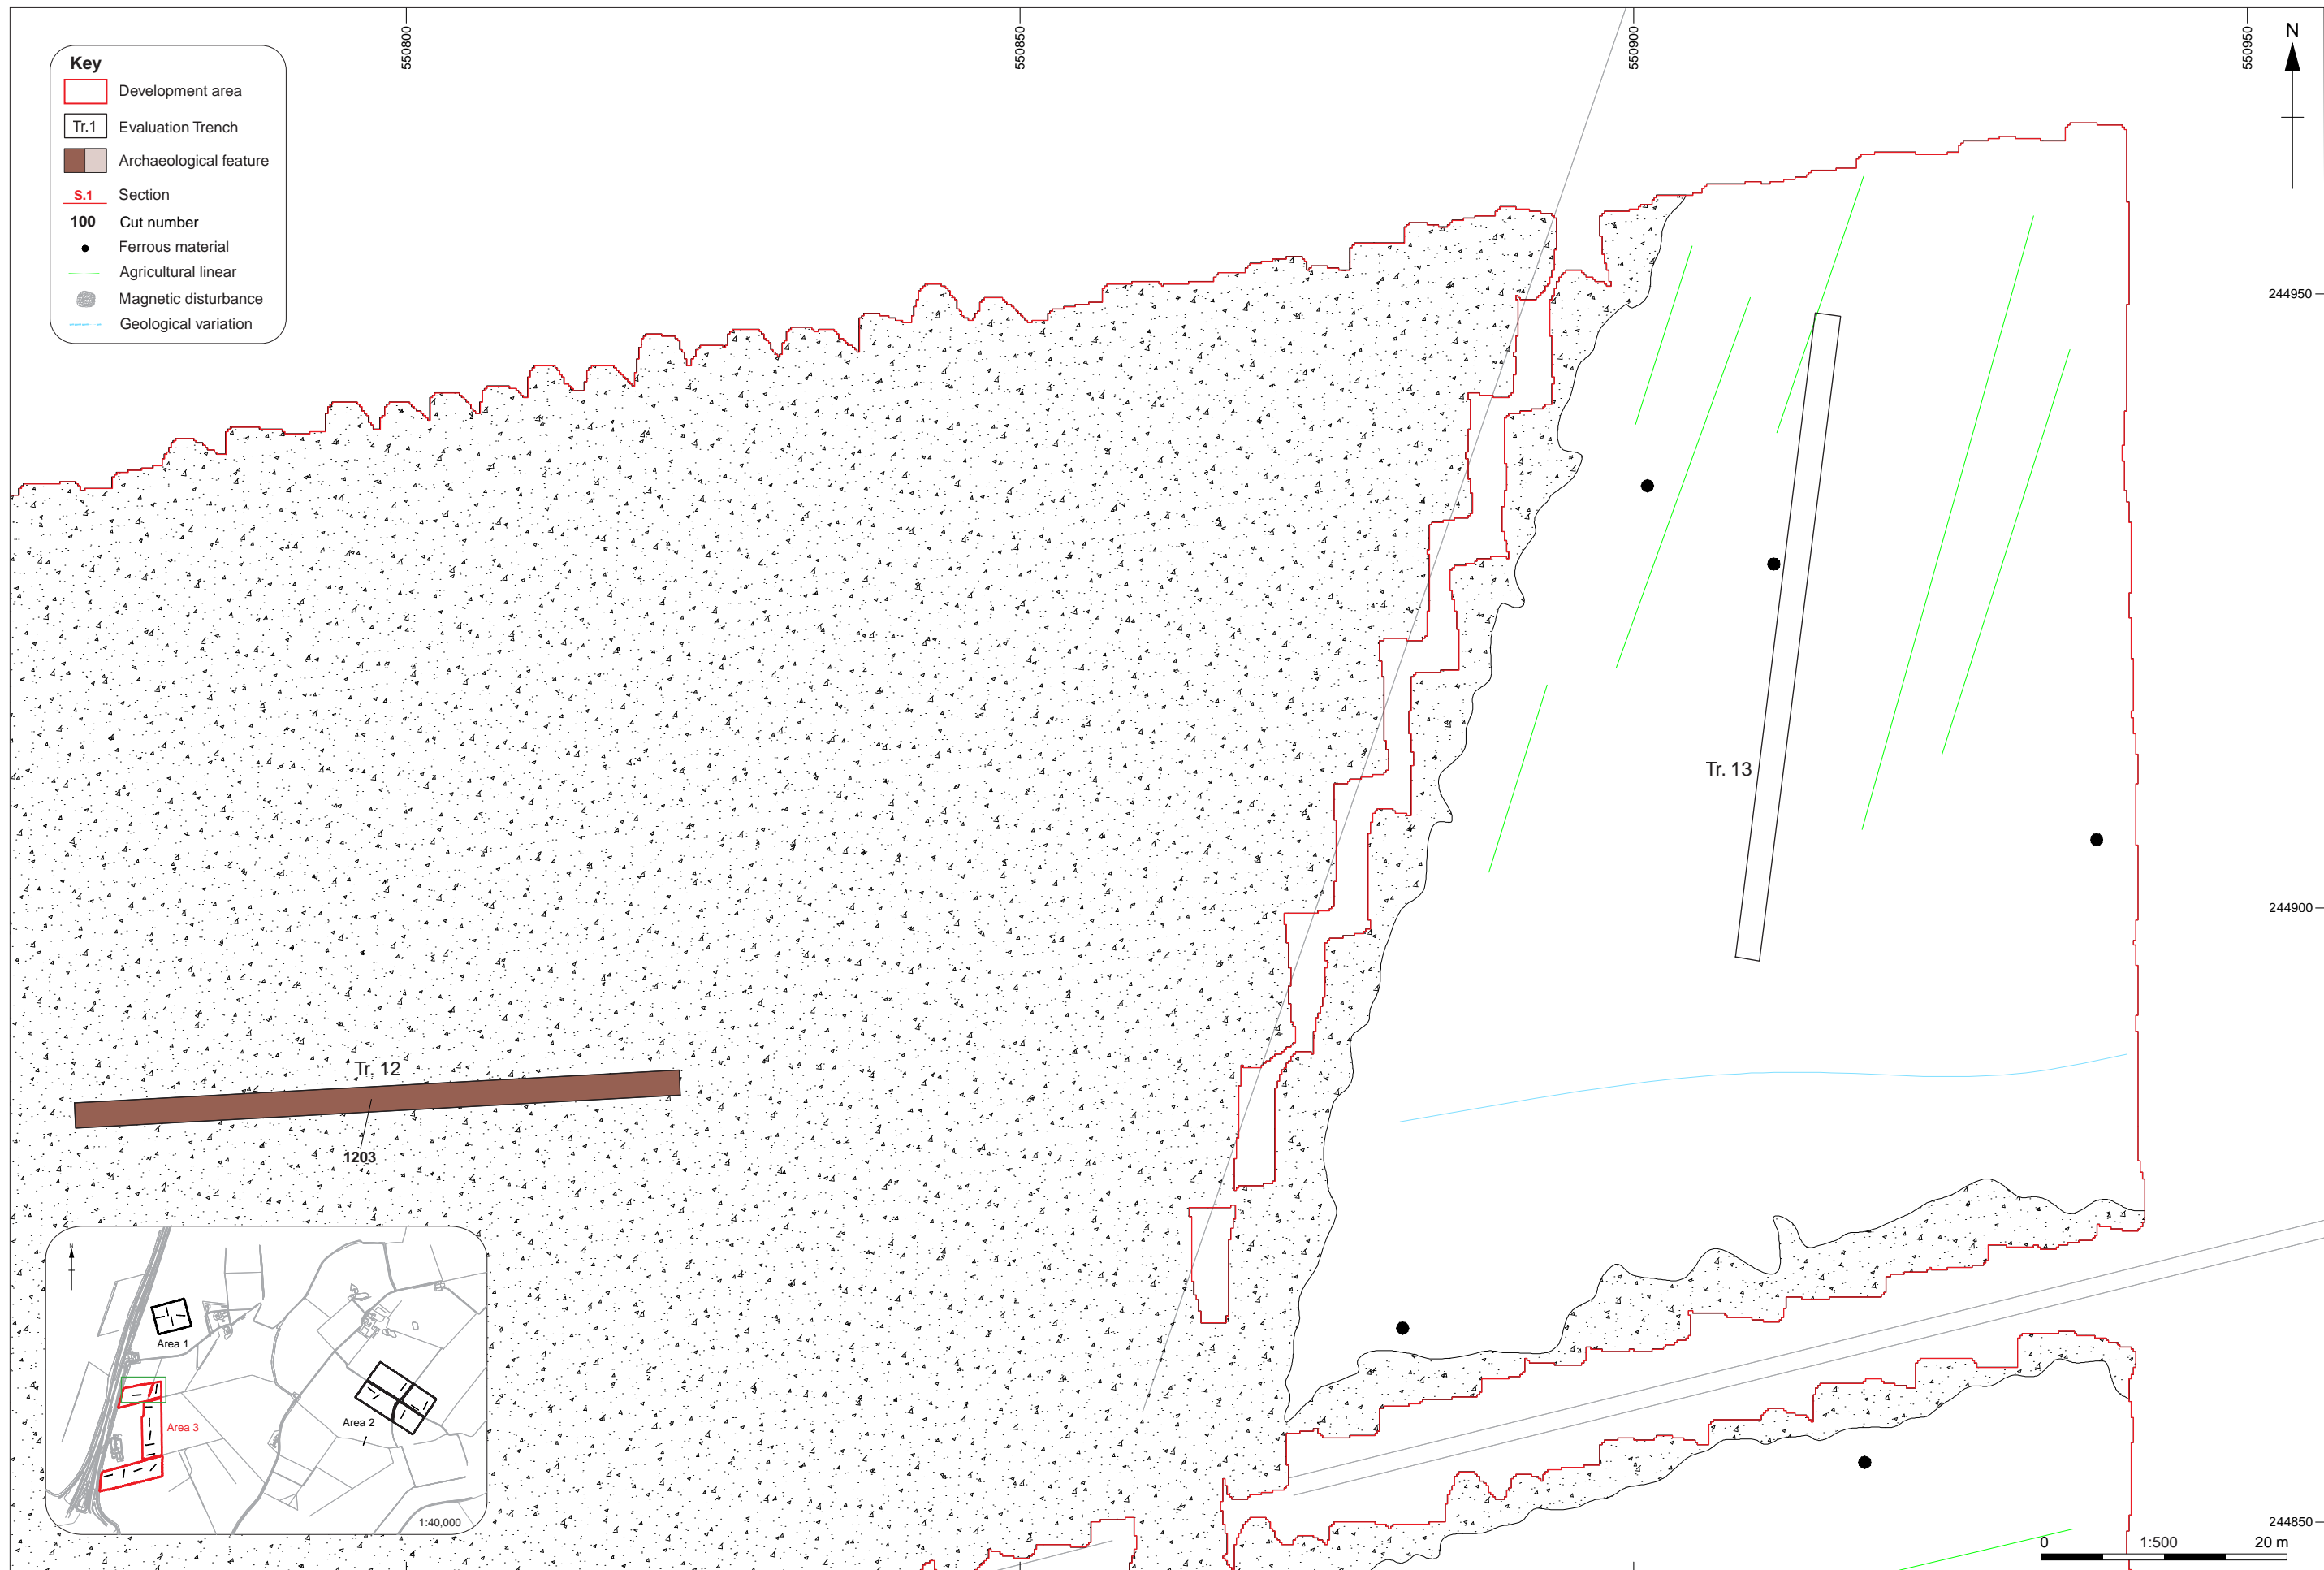 550800
550850
550900
550950
N
Key
Development area
Tr.1 Evaluation Trench
Archaeological feature
S.1 Section
100 Cut number
Ferrous material
Agricultural linear
Magnetic disturbance
Geological variation
244950
Tr. 13
244900
Tr. 12
1203
N
Area 1
Area 2
Area 3
1:40,000
244850
0 1:500 20 m